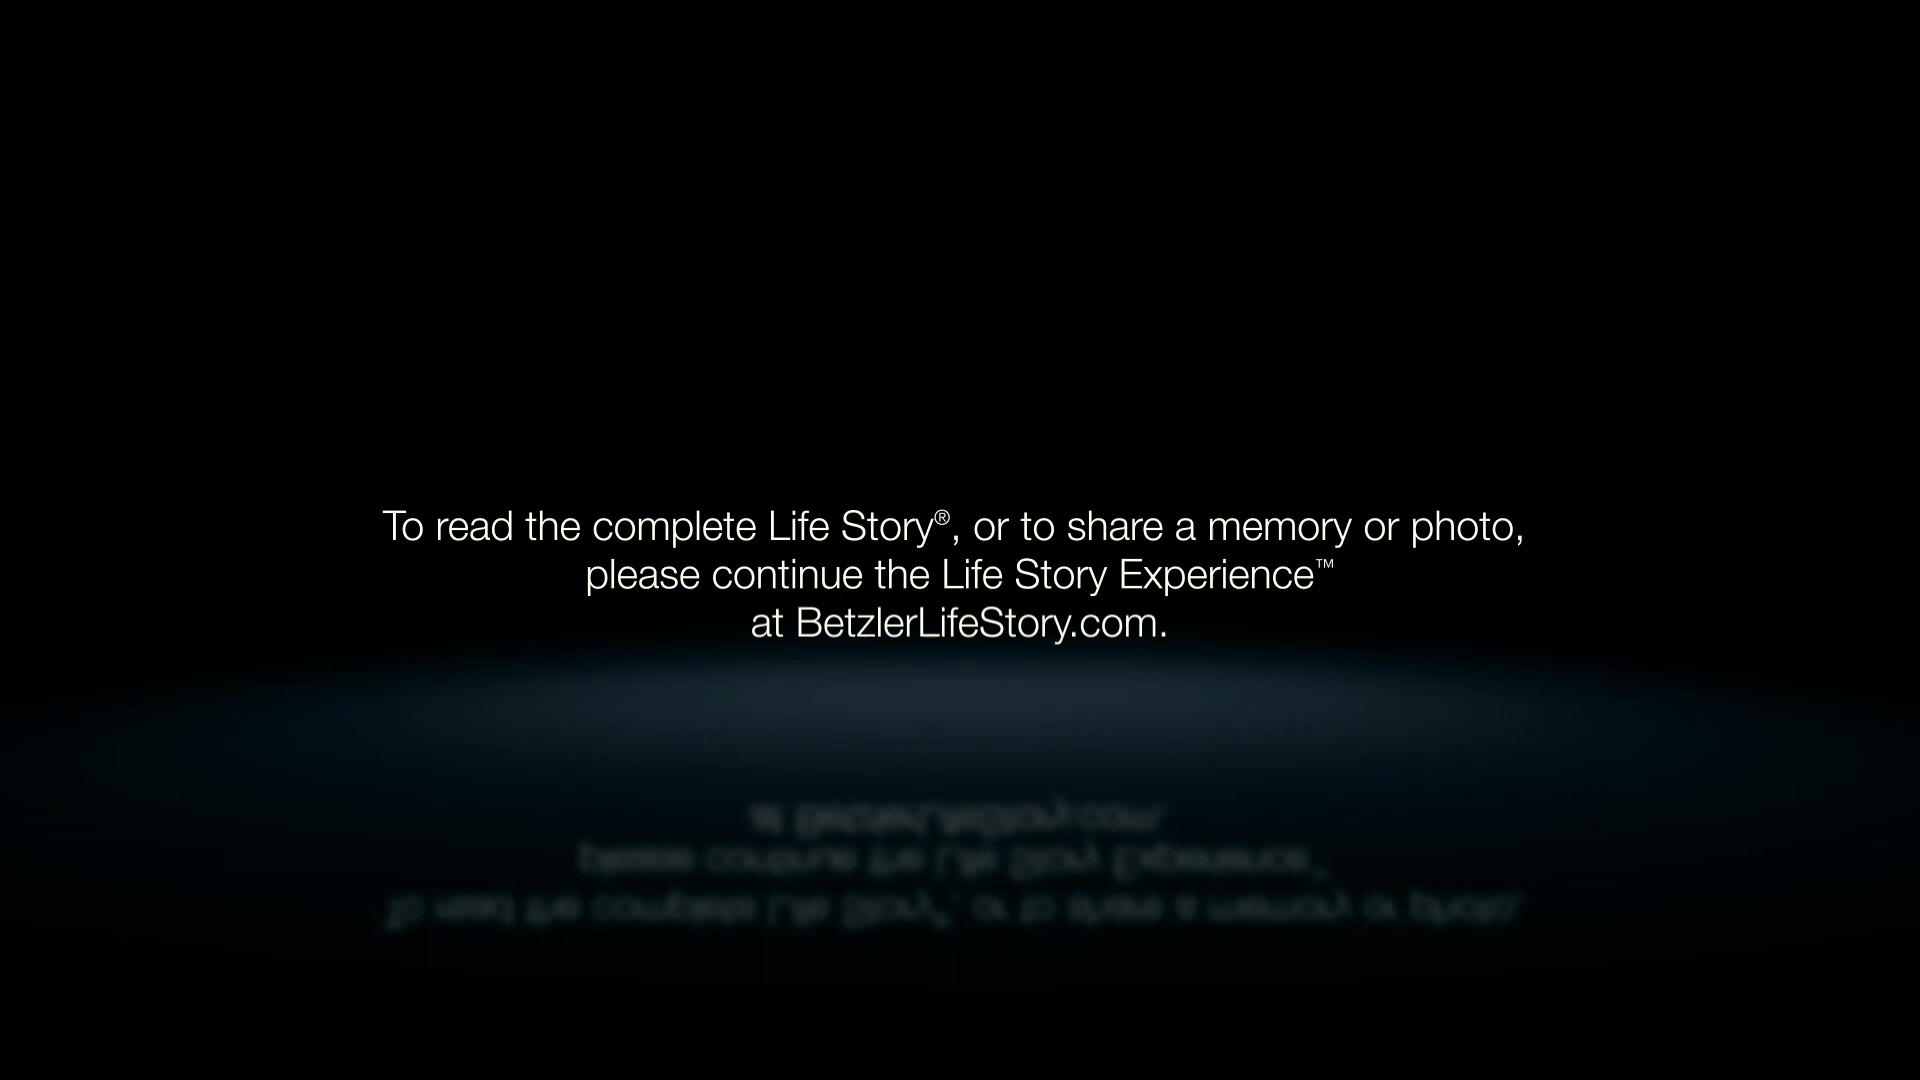 To read the complete Life Story®, or to share a memory or photo,
please continue the Life Story Experience™
at BetzlerLifeStory.com.